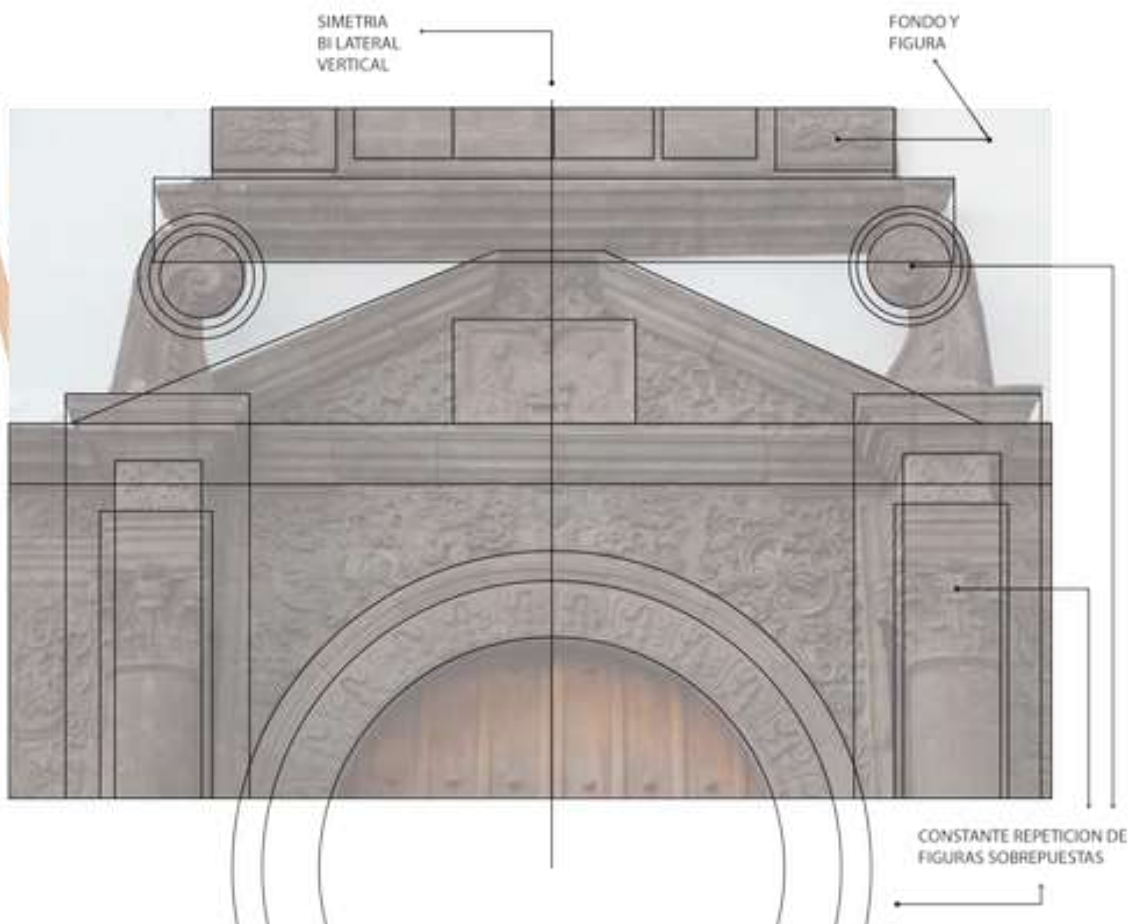 SIMETRIA
BI LATERAL
VERTICAL
FONDO Y
FIGURA
CONSTANTE REPETICION DE
FIGURAS SOBREPUESTAS